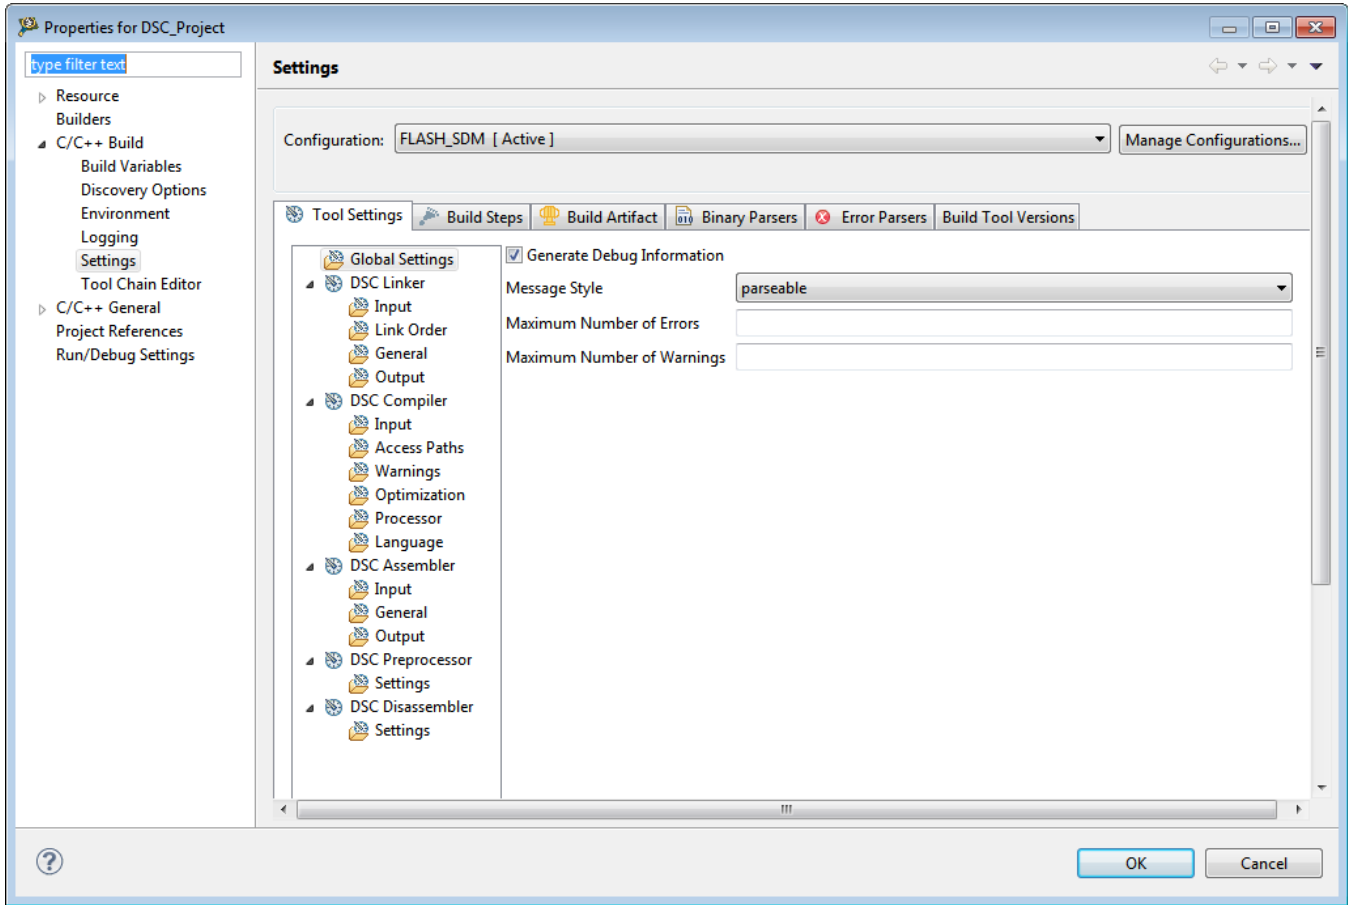 Properties for DSC_Project
type filter text
Resource
Builders
C/C++ Build
Build Variables
Discovery Options
Environment
Logging
Settings
Tool Chain Editor
C/C++ General
Project References
Run/Debug Settings
Settings
Configuration: FLASH_SDM [ Active ] Manage Configurations...
Tool Settings Build Steps Build Artifact Binary Parsers Error Parsers Build Tool Versions
Global Settings
DSC Linker
Input
Link Order
General
Output
DSC Compiler
Input
Access Paths
Warnings
Optimization
Processor
Language
DSC Assembler
Input
General
Output
DSC Preprocessor
Settings
DSC Disassembler
Settings
Generate Debug Information
Message Style parseable
Maximum Number of Errors
Maximum Number of Warnings
OK Cancel